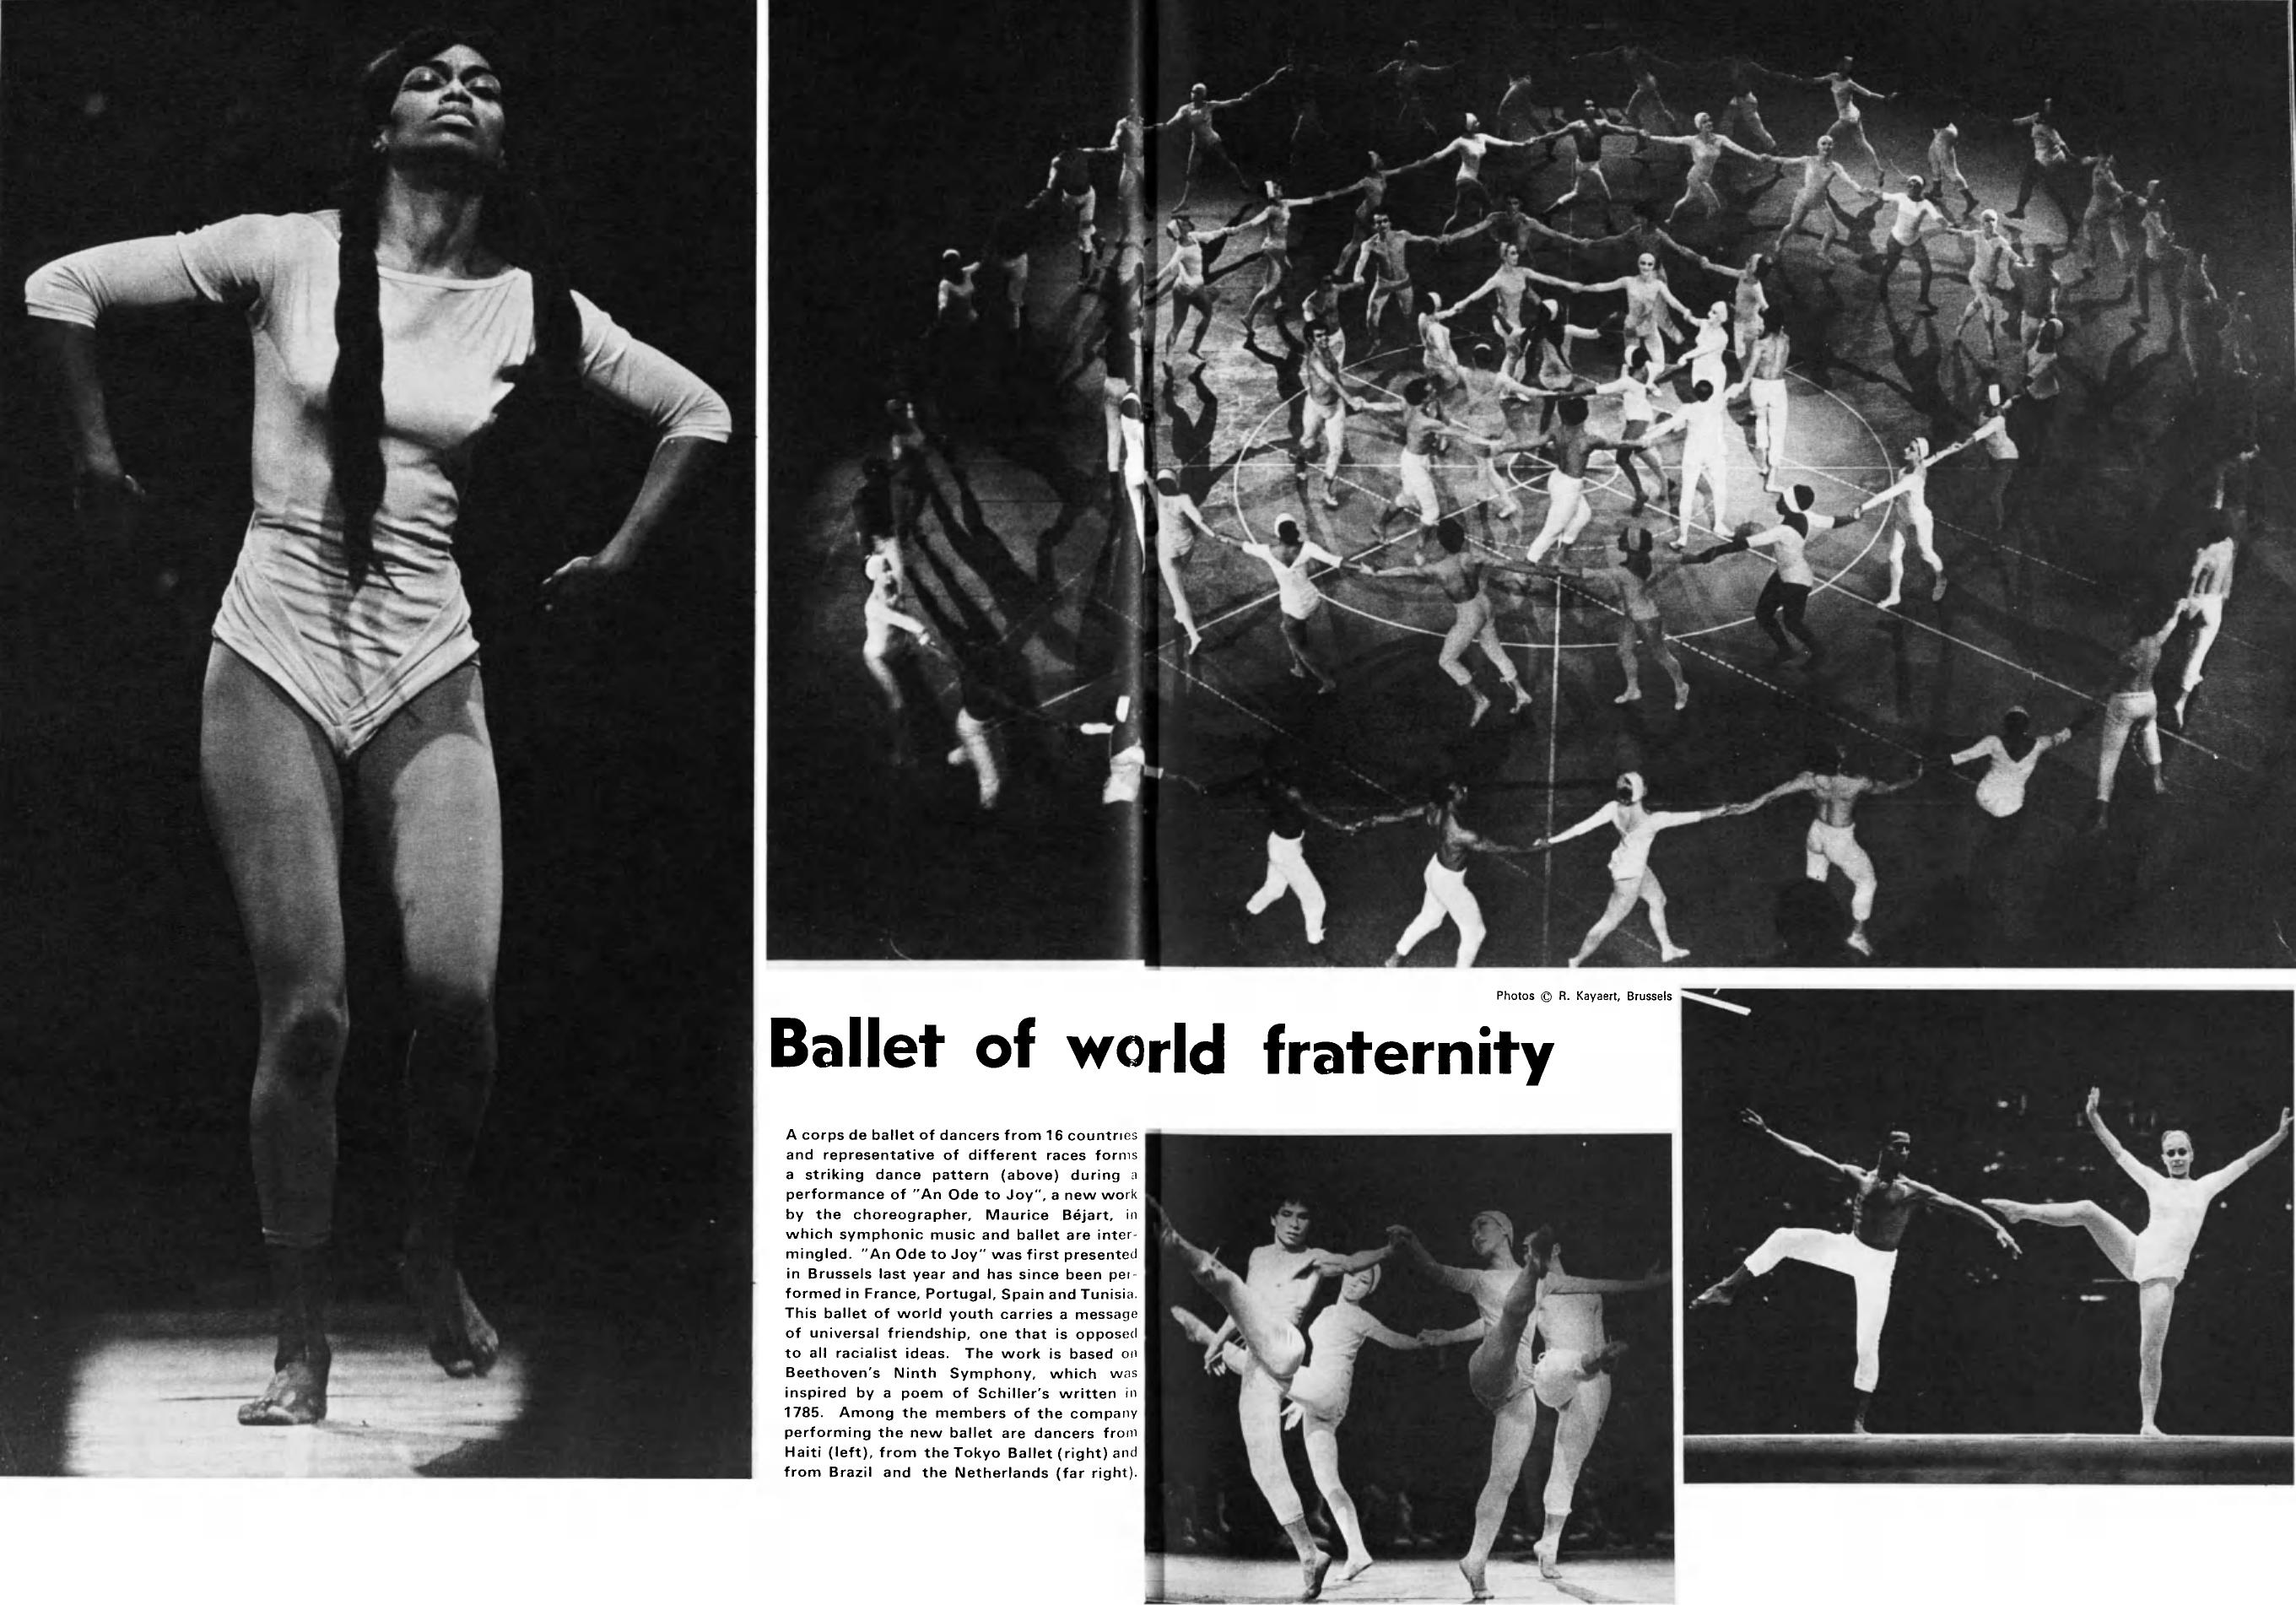 Photos © R. Kayaert, Brussels
Ballet of world fraternity
A corps de ballet of dancers from 16 countries
and representative of different races forms
a striking dance pattern (above) during a
performance of "An Ode to Joy", a new work
by the choreographer, Maurice Béjart, in
which symphonic music and ballet are inter-
mingled. "An Ode to Joy" was first presented
in Brussels last year and has since been per-
formed in France, Portugal, Spain and Tunisia.
This ballet of world youth carries a message
of universal friendship, one that is opposed
to all racialist ideas. The work is based on
Beethoven's Ninth Symphony, which was
inspired by a poem of Schiller's written in
1785. Among the members of the company
performing the new ballet are dancers from
Haiti (left), from the Tokyo Ballet (right) and
from Brazil and the Netherlands (far right).